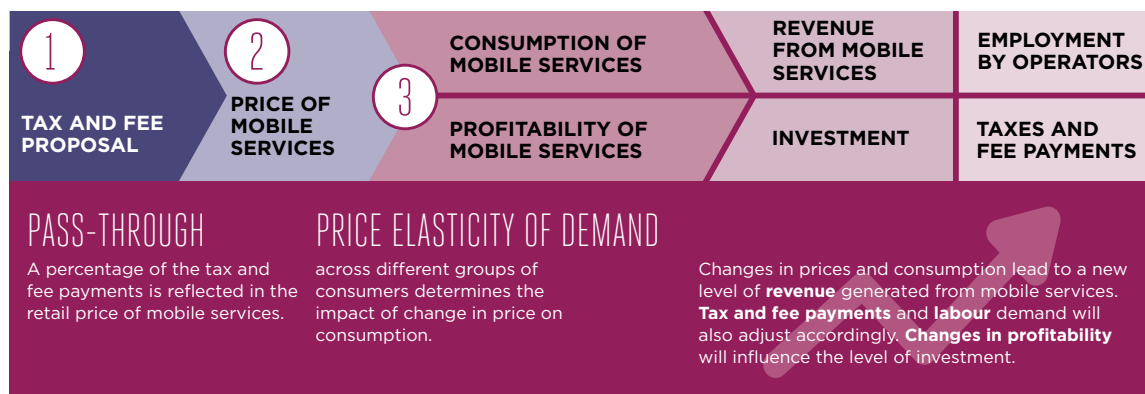 1
TAX AND FEE
PROPOSAL
2
PRICE OF
MOBILE
SERVICES
3
CONSUMPTION OF
MOBILE SERVICES
PROFITABILITY OF
MOBILE SERVICES
REVENUE
FROM MOBILE
SERVICES
INVESTMENT
EMPLOYMENT
BY OPERATORS
TAXES AND
FEE PAYMENTS
PASS-THROUGH
A percentage of the tax and
fee payments is reflected in the
retail price of mobile services.
PRICE ELASTICITY OF DEMAND
across different groups of
consumers determines the
impact of change in price on
consumption.
Changes in prices and consumption lead to a new
level of revenue generated from mobile services.
Tax and fee payments and labour demand will
also adjust accordingly. Changes in profitability
will influence the level of investment.